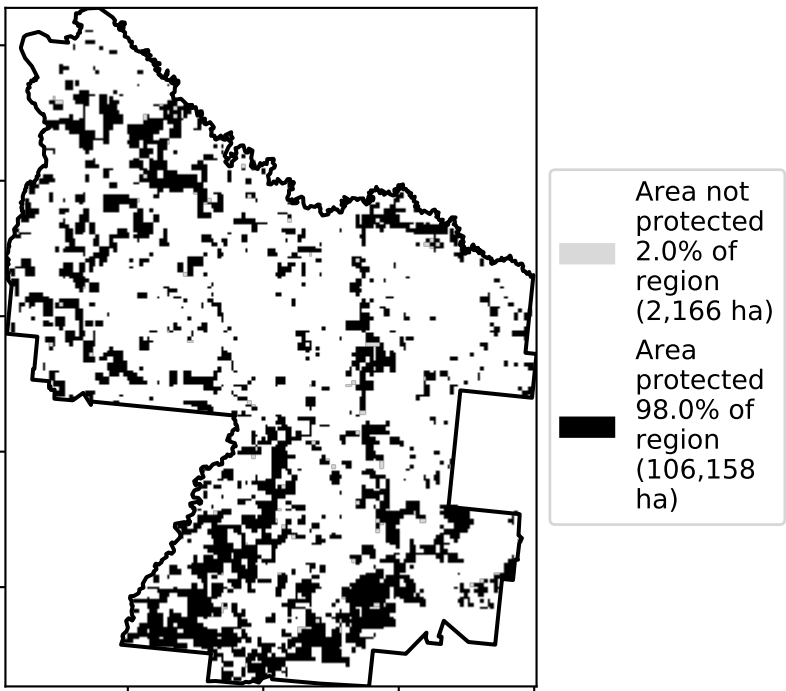 Area not
protected
2.0% of
region
(2,166 ha)
Area
protected
98.0% of
region
(106,158
ha)